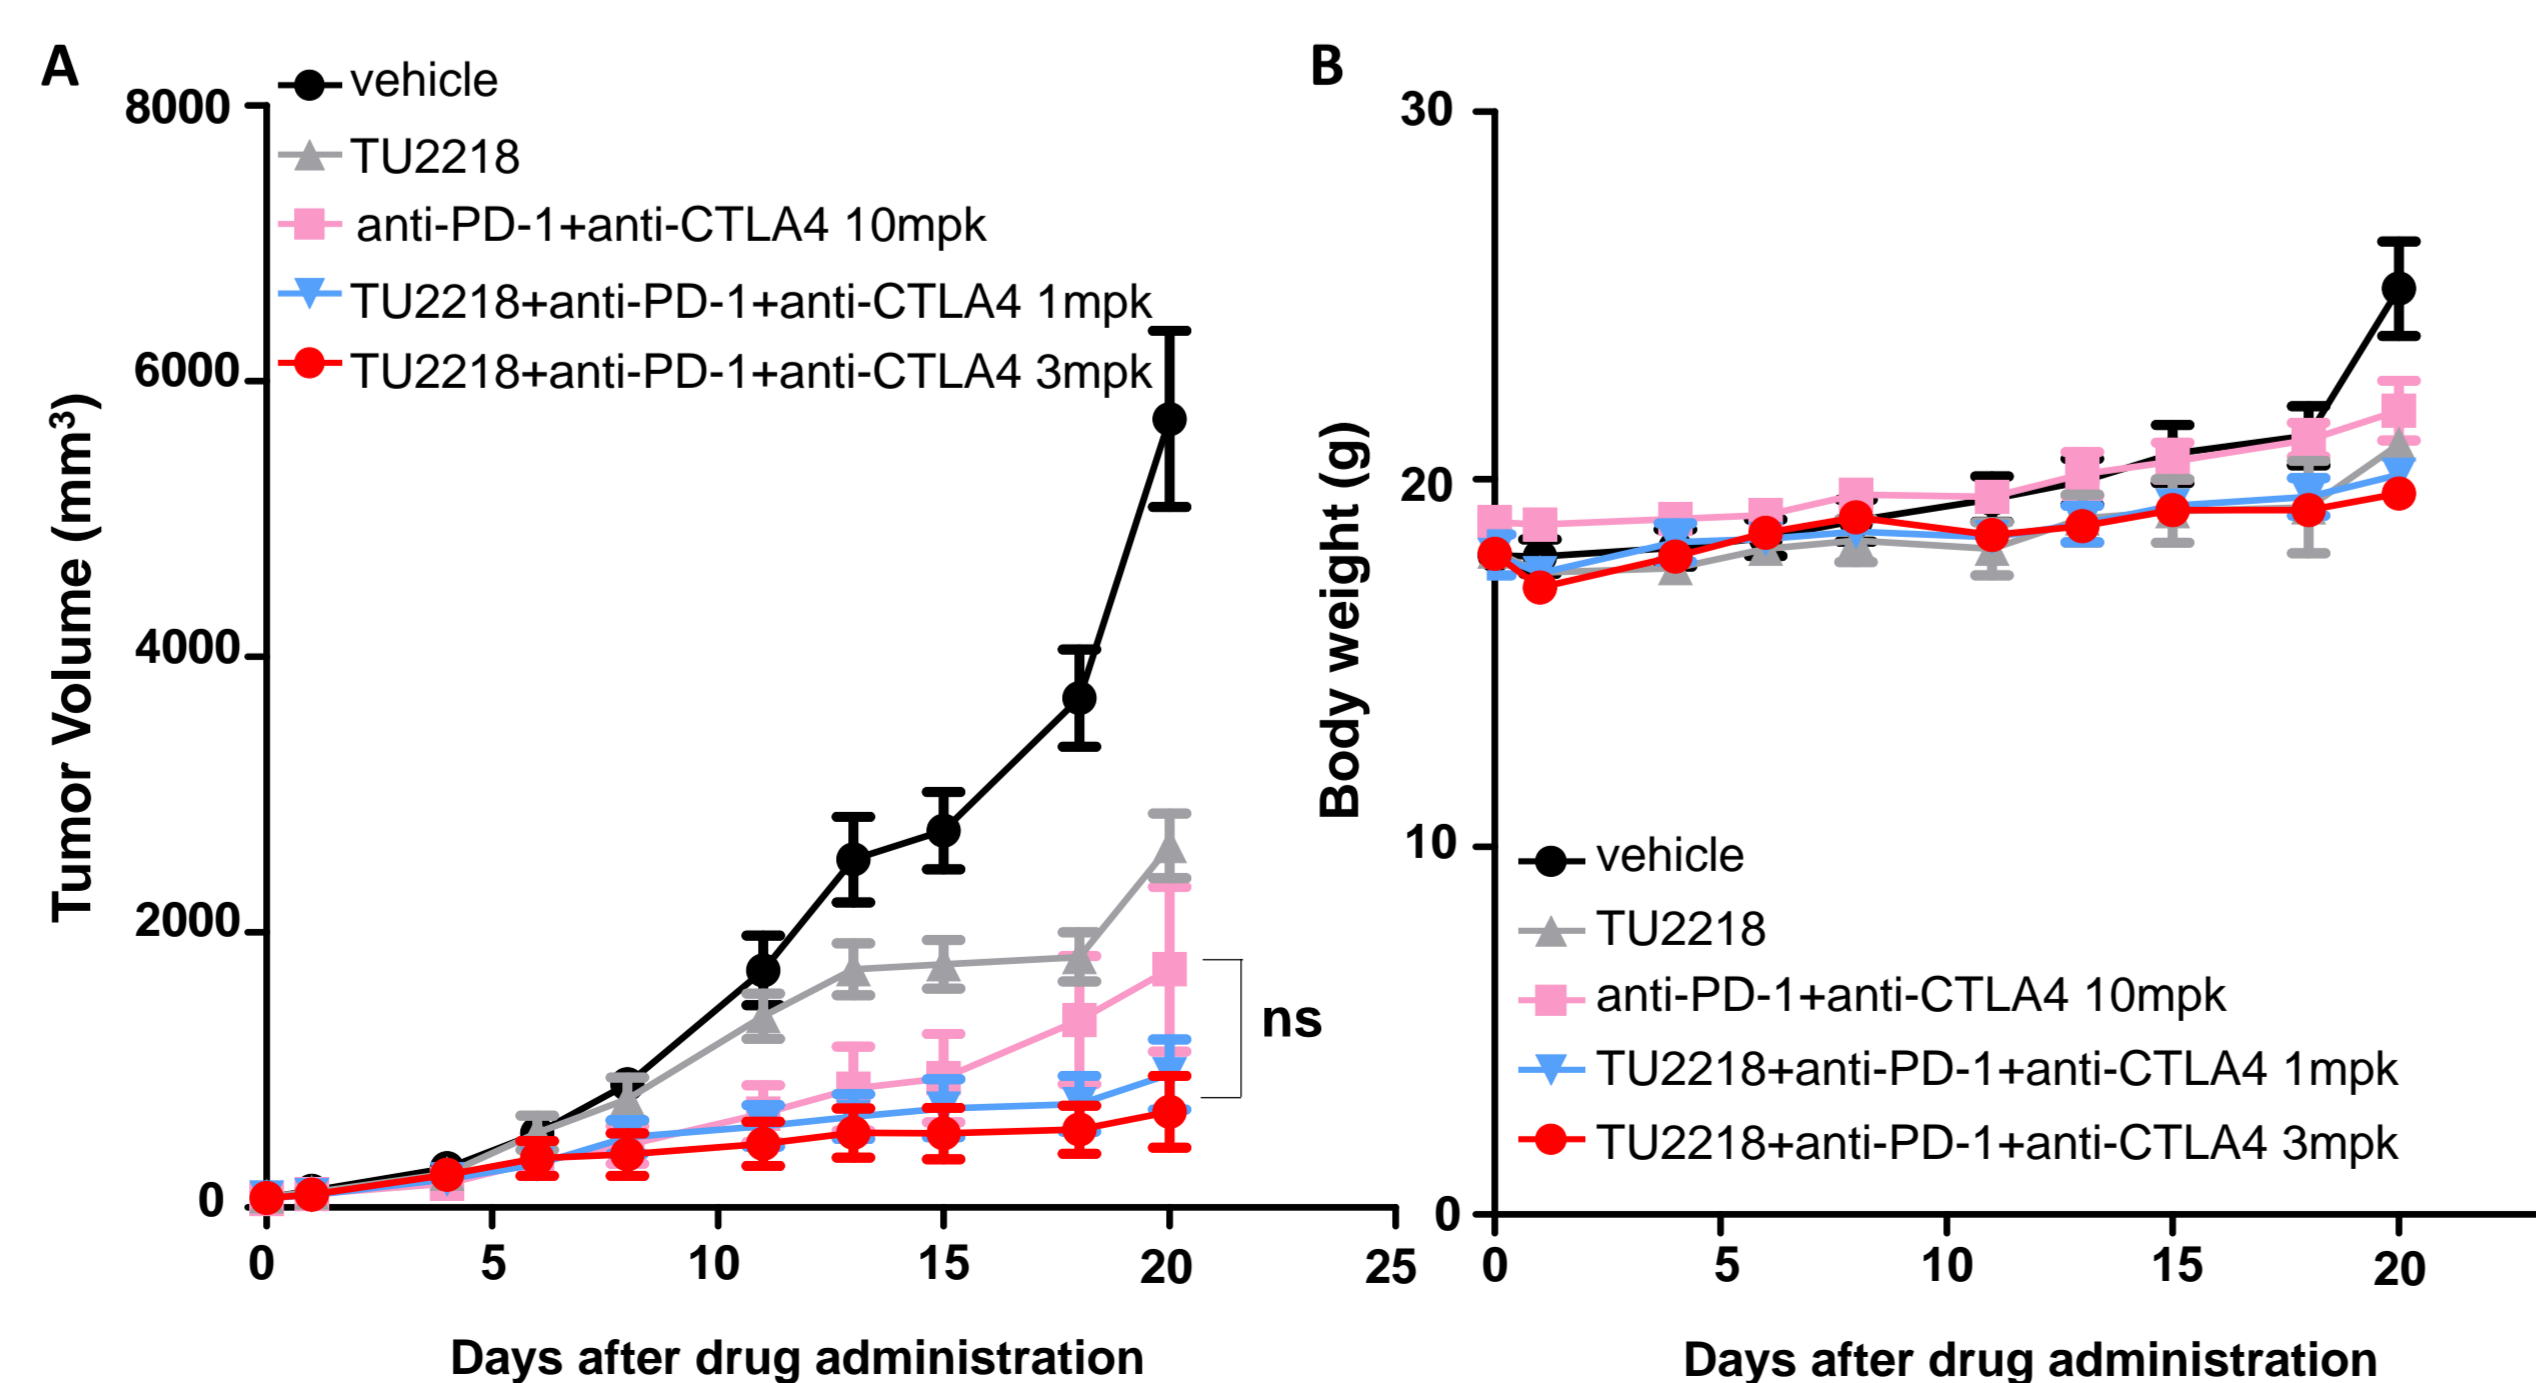 A
vehicle
TU2218
anti-PD-1+anti-CTLA4 10mpk
TU2218+anti-PD-1+anti-CTLA4 1mpk
TU2218+anti-PD-1+anti-CTLA4 3mpk
8000
6000
4000
2000
0
Tumor Volume (mm³)
ns
0 5 10 15 20 25
Days after drug administration
B
30
20
10
0
Body weight (g)
vehicle
TU2218
anti-PD-1+anti-CTLA4 10mpk
TU2218+anti-PD-1+anti-CTLA4 1mpk
TU2218+anti-PD-1+anti-CTLA4 3mpk
0 5 10 15 20
Days after drug administration